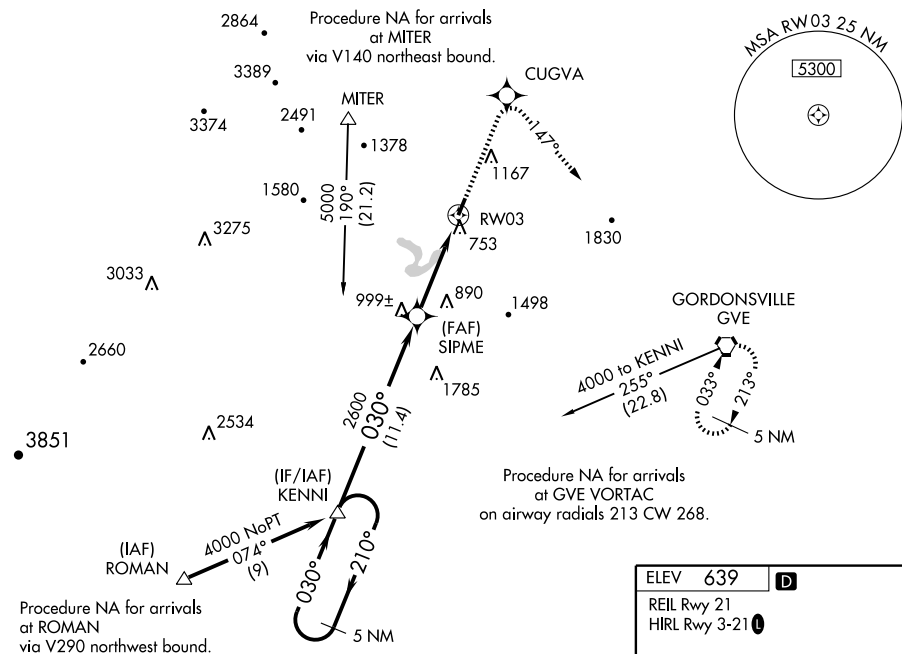 2864
Procedure NA for arrivals
at MITER
via V140 northeast bound.
MSA RW03 25 NM
5300
3389
CUGVA
MITER
3374
2491
1378
147°
1167
1580
5000
190°
(21.2)
RW03
3275
753
1830
3033
999±
890
1498
GORDONSVILLE
GVE
(FAF)
SIPME
2660
4000 to KENNI
255°
(22.8)
033°
213°
1785
2600
030°
(11.4)
5 NM
2534
3851
(IF/IAF)
KENNI
Procedure NA for arrivals
at GVE VORTAC
on airway radials 213 CW 268.
4000 NoPT
074°
(9)
(IAF)
ROMAN
030°
210°
5 NM
Procedure NA for arrivals
at ROMAN
via V290 northwest bound.
ELEV 639 D
REIL Rwy 21
HIRL Rwy 3-21 L